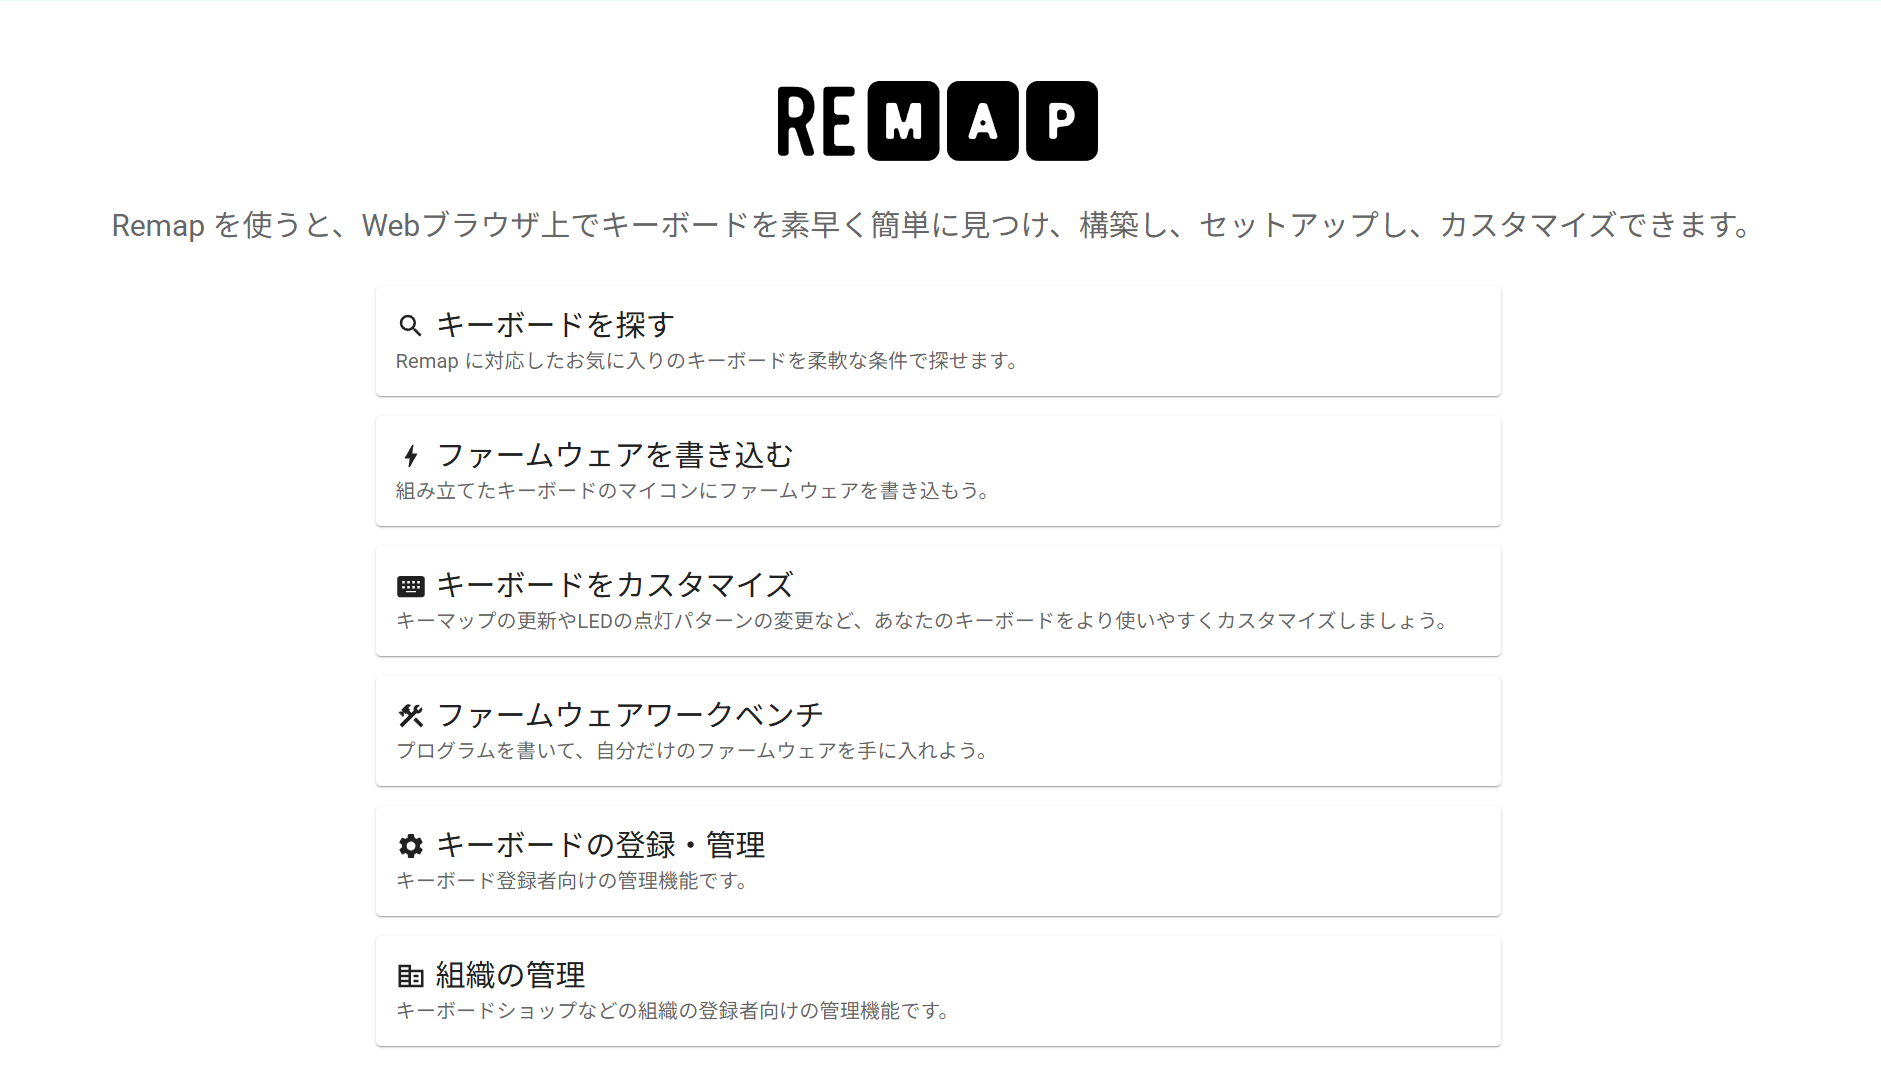 REMAP
Remap を使うと、Webブラウザ上でキーボードを素早く簡単に見つけ、構築し、セットアップし、カスタマイズできます。
キーボードを探す
Remap に対応したお気に入りのキーボードを柔軟な条件で探せます。
ファームウェアを書き込む
組み立てたキーボードのマイコンにファームウェアを書き込もう。
キーボードをカスタマイズ
キーマップの更新やLEDの点灯パターンの変更など、あなたのキーボードをより使いやすくカスタマイズしましょう。
ファームウェアワークベンチ
プログラムを書いて、自分だけのファームウェアを手に入れよう。
キーボードの登録・管理
キーボード登録者向けの管理機能です。
組織の管理
キーボードショップなどの組織の登録者向けの管理機能です。